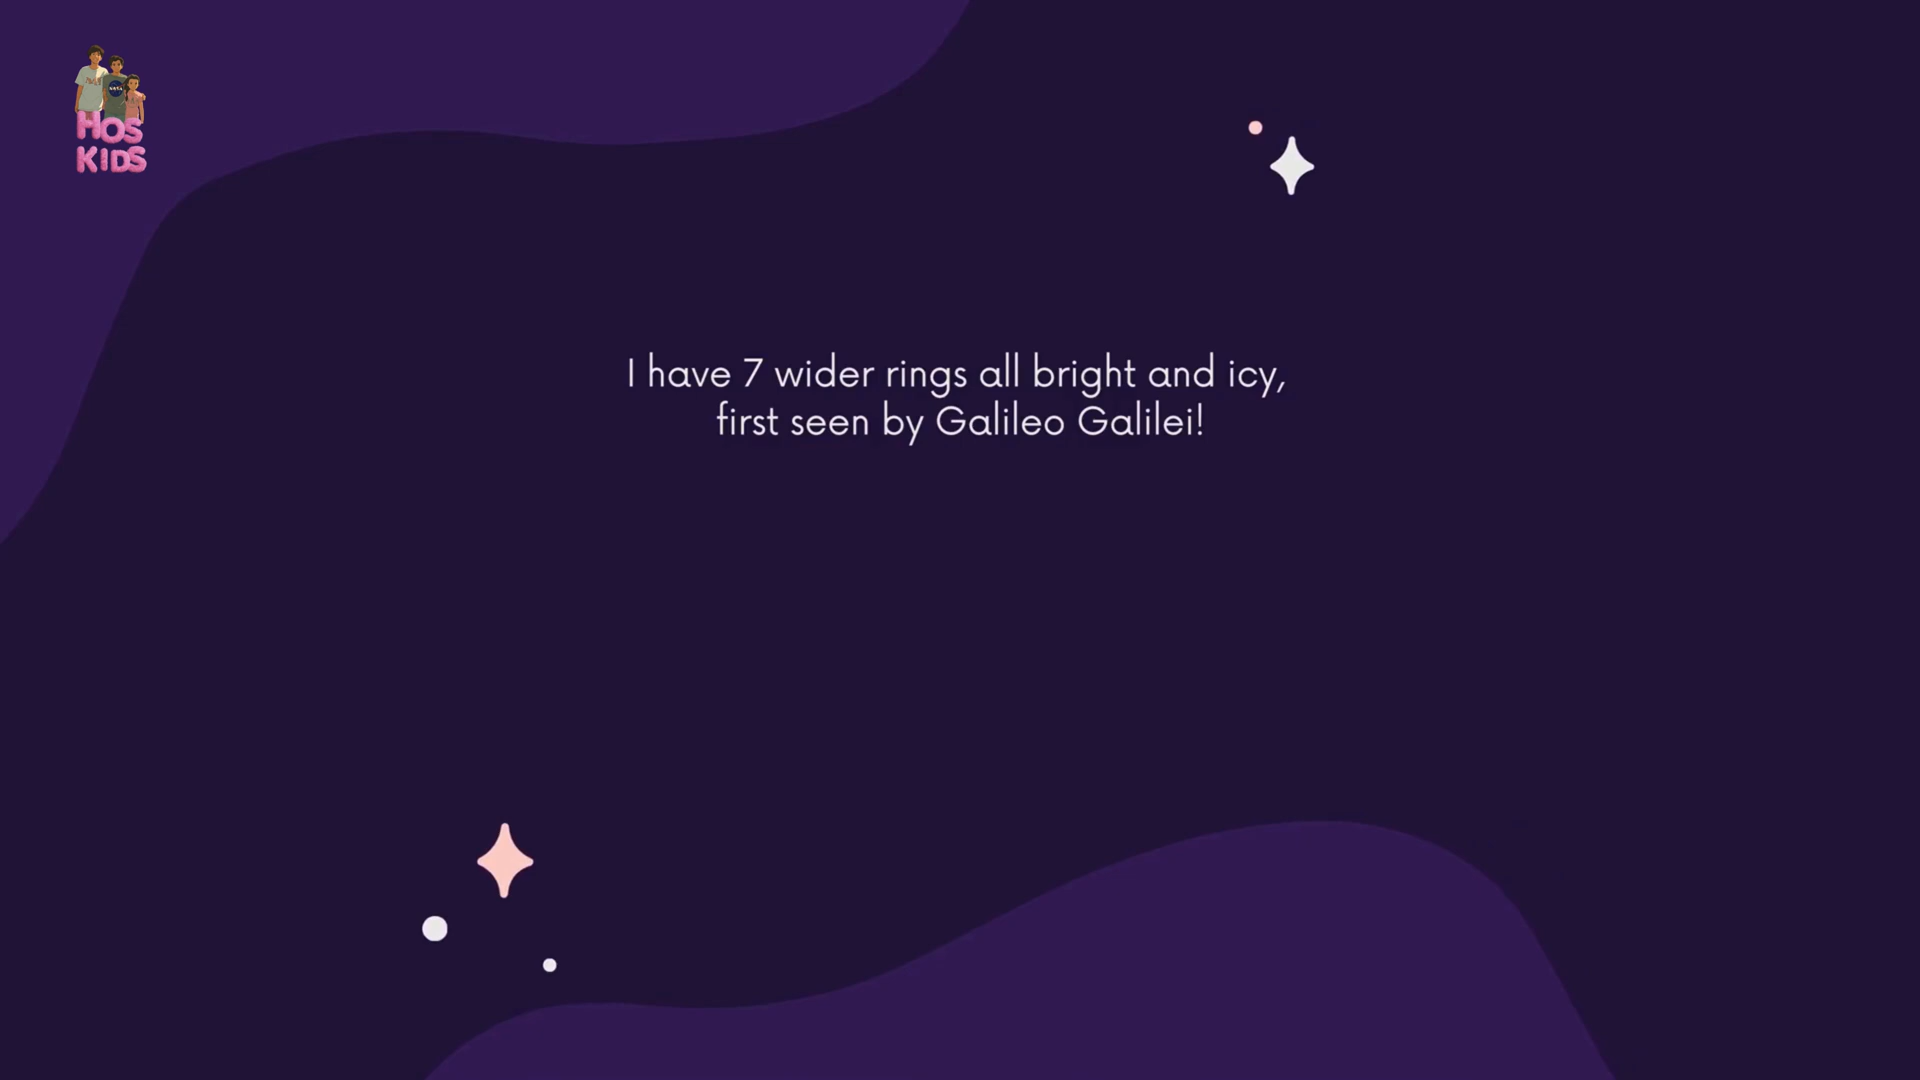 HOS
KIDS
I have 7 wider rings all bright and icy,
first seen by Galileo Galilei!